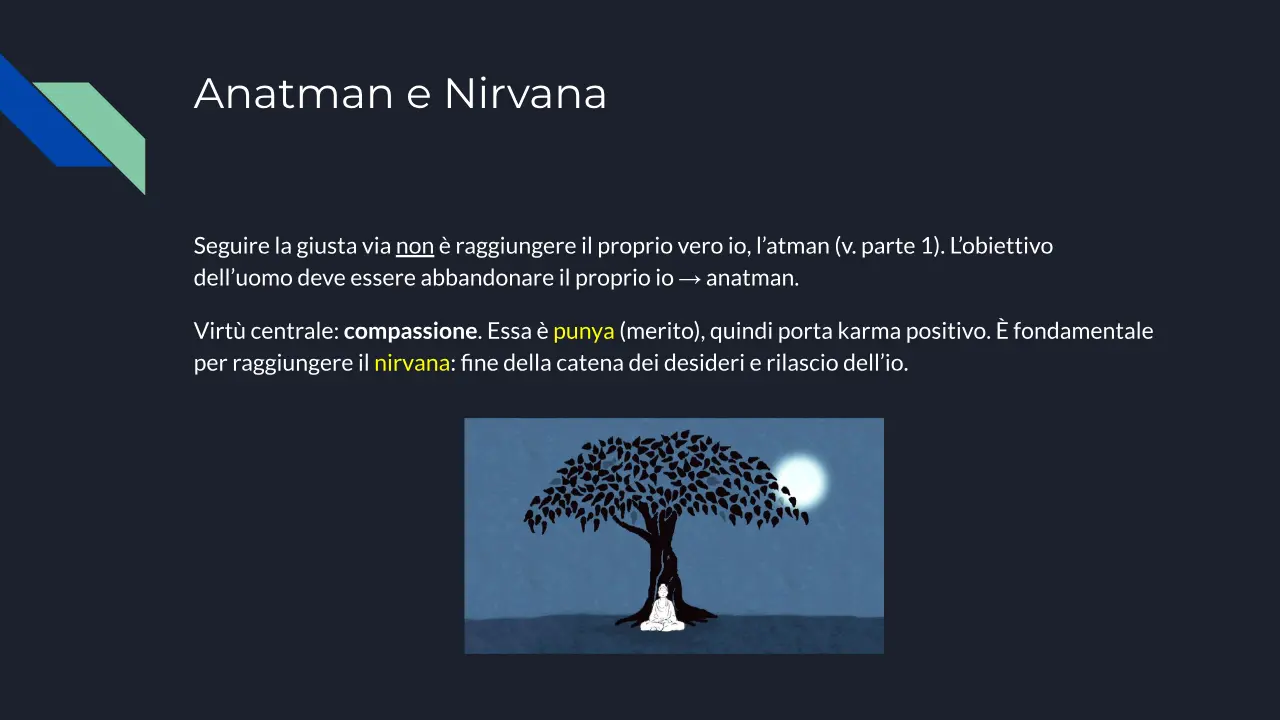 Anatman e Nirvana
Seguire la giusta via non è raggiungere il proprio vero io, l’atman (v. parte 1). L’obiettivo
dell’uomo deve essere abbandonare il proprio io → anatman.
Virtù centrale: compassione. Essa è punya (merito), quindi porta karma positivo. È fondamentale
per raggiungere il nirvana: fine della catena dei desideri e rilascio dell’io.